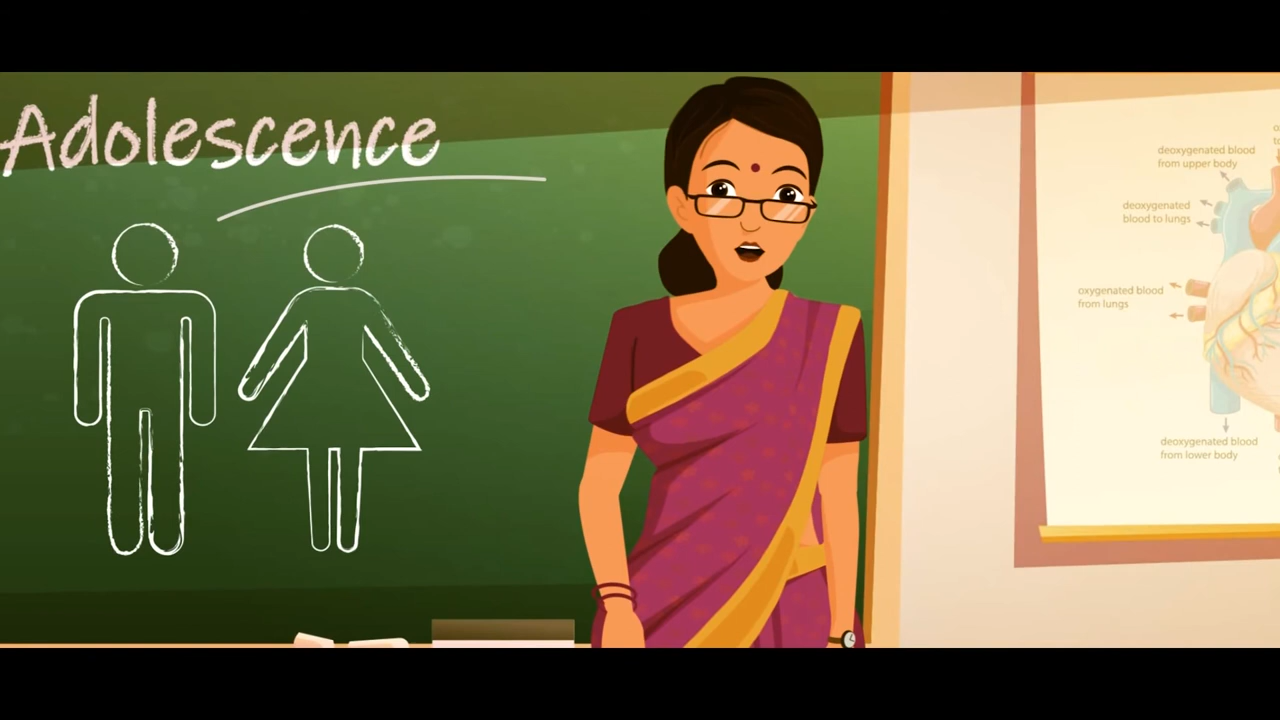 Adolescence
deoxygenated blood
from upper body
deoxygenated
blood to lungs
oxygenated blood
from lungs
deoxygenated blood
from lower body